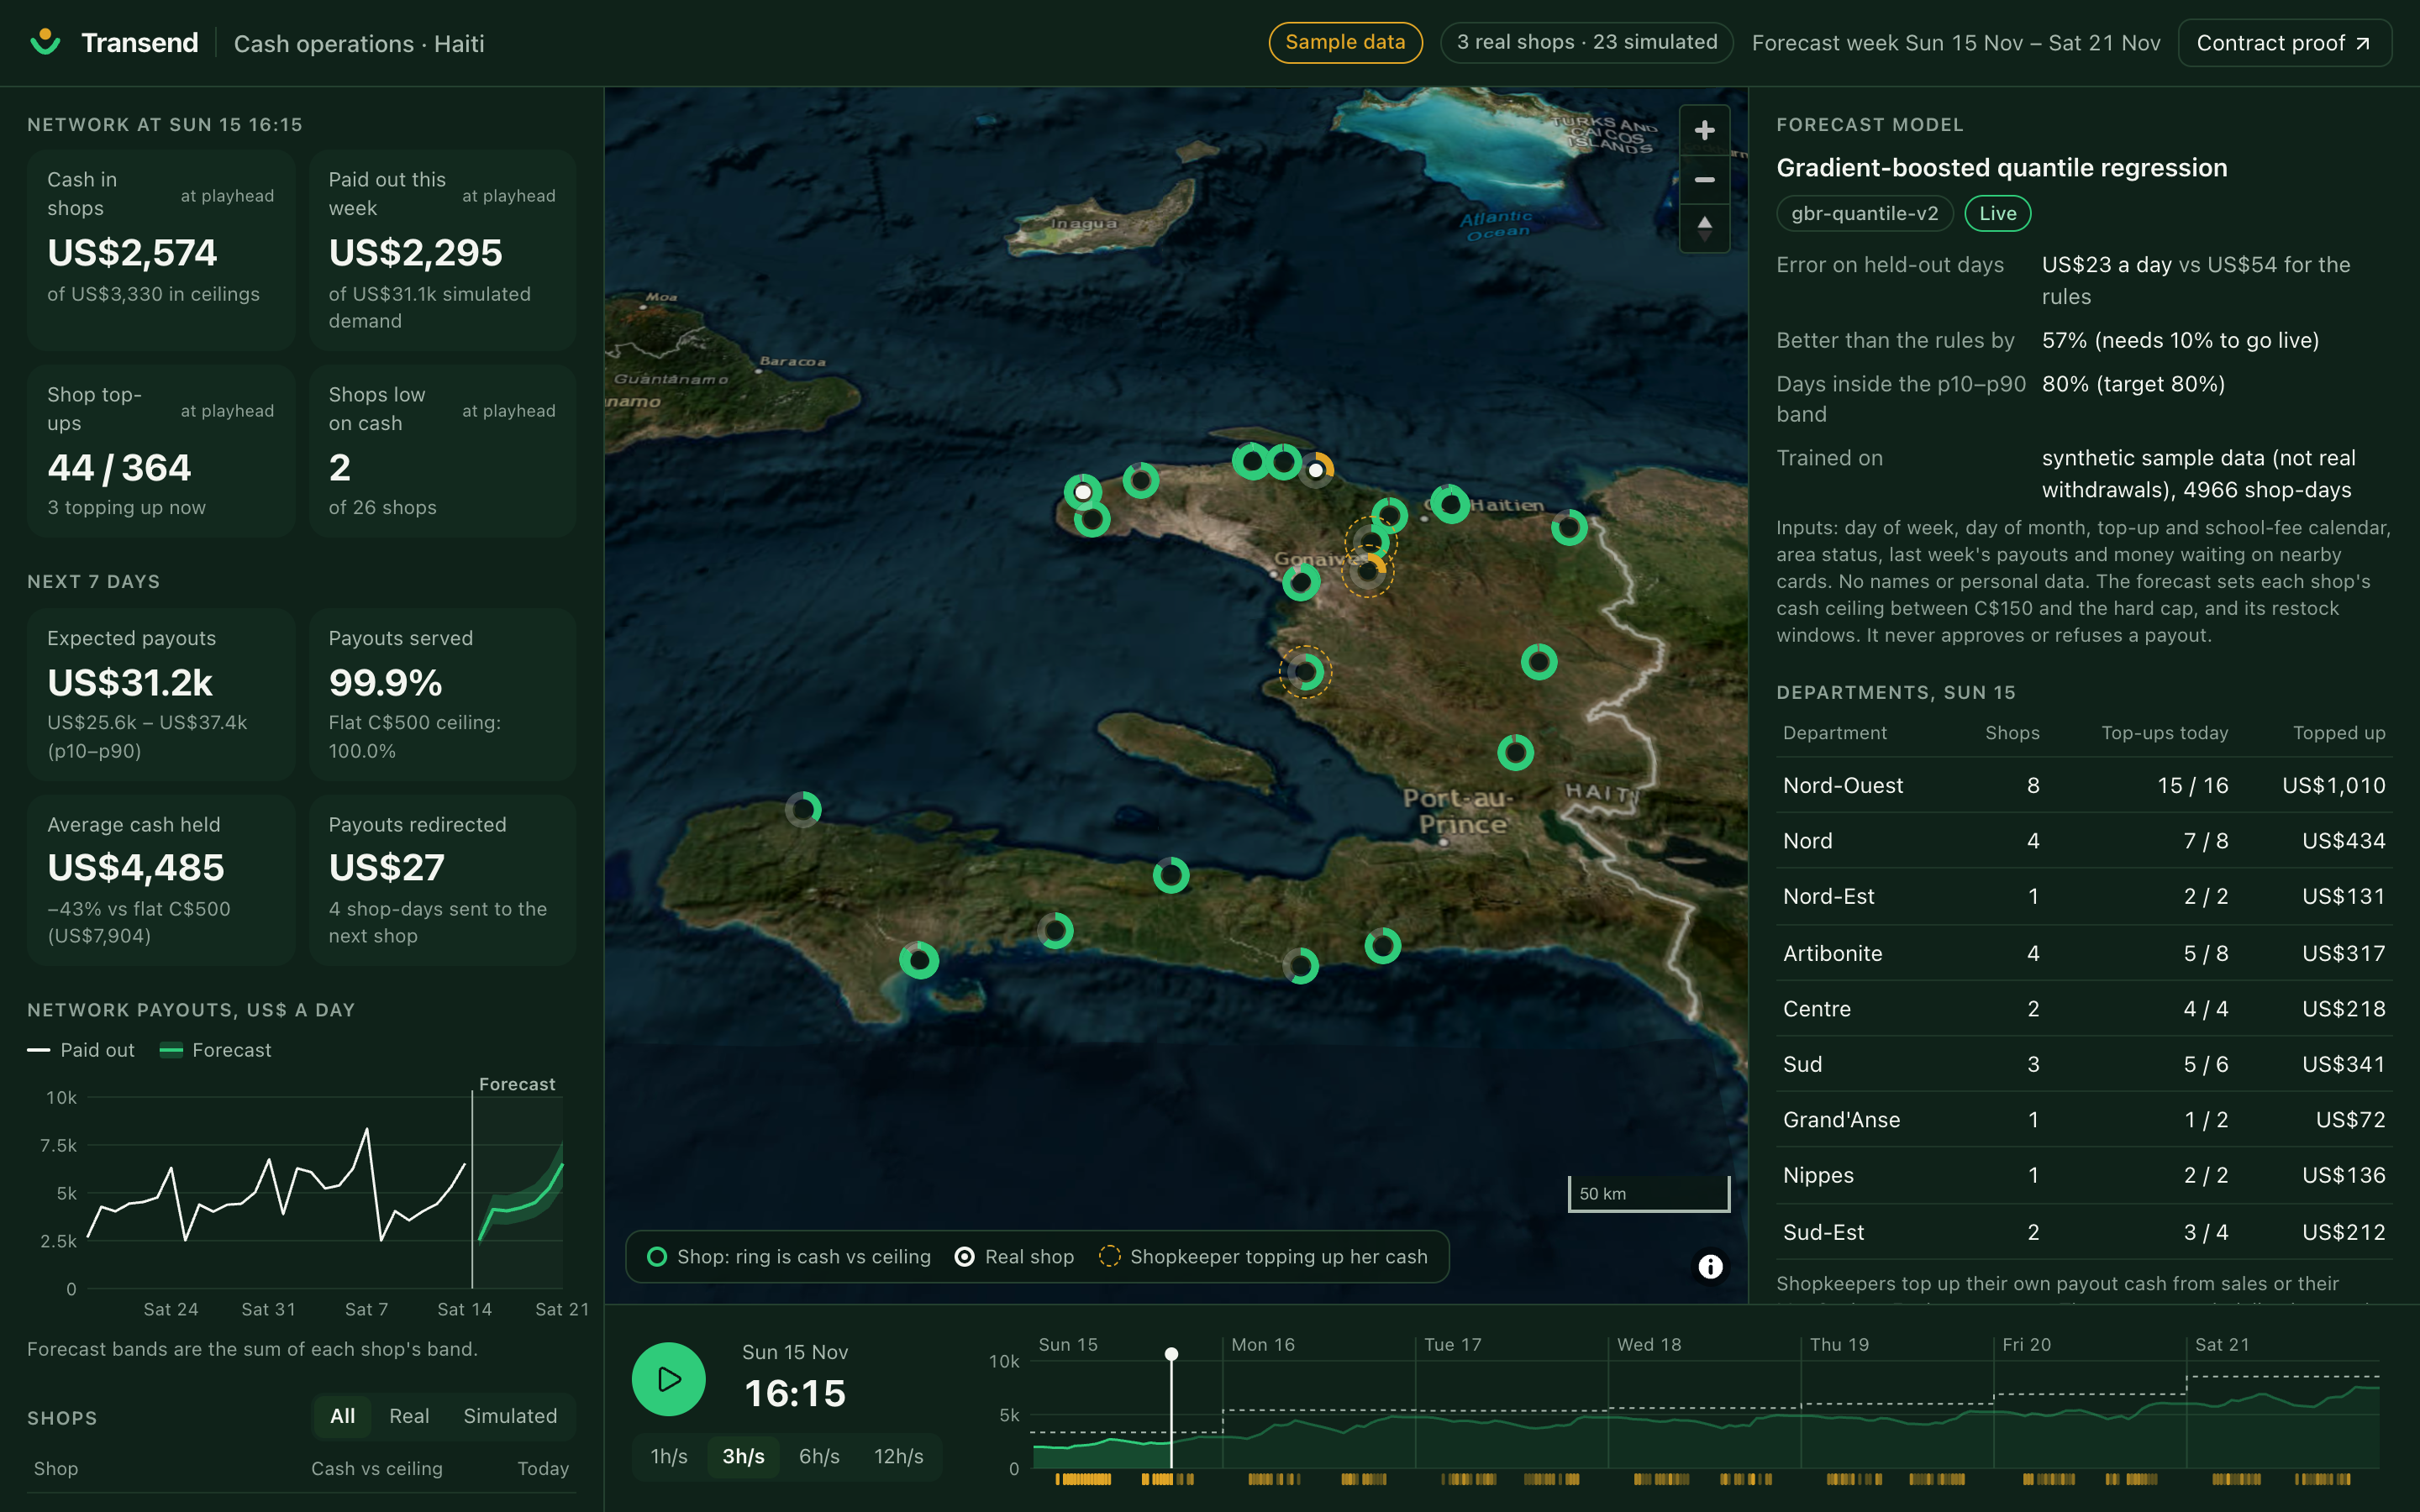 Transend
Cash operations · Haiti
Sample data
3 real shops · 23 simulated
Forecast week Sun 15 Nov – Sat 21 Nov
Contract proof ↗
NETWORK AT SUN 15 16:15
Cash in shops
at playhead
US$2,574
of US$3,330 in ceilings
Paid out this week
at playhead
US$2,295
of US$31.1k simulated
demand
Shop top-ups
at playhead
44 / 364
3 topping up now
Shops low on cash
at playhead
2
of 26 shops
NEXT 7 DAYS
Expected payouts
US$31.2k
US$25.6k – US$37.4k
(p10–p90)
Payouts served
99.9%
Flat C$500 ceiling:
100.0%
Average cash held
US$4,485
−43% vs flat C$500
(US$7,904)
Payouts redirected
US$27
4 shop-days sent to the
next shop
NETWORK PAYOUTS, US$ A DAY
Paid out
Forecast
Forecast
10k
7.5k
5k
2.5k
0
Sat 24
Sat 31
Sat 7
Sat 14
Sat 21
Forecast bands are the sum of each shop's band.
SHOPS
All
Real
Simulated
Shop
Cash vs ceiling
Today
TURKS AND
CAICOS
ISLANDS
Inagua
Atlantic
Ocean
Moa
Baracoa
Guantánamo
namo
Haitien
Port-au-
Prince
HAITI
50 km
Shop: ring is cash vs ceiling
Real shop
Shopkeeper topping up her cash
FORECAST MODEL
Gradient-boosted quantile regression
gbr-quantile-v2
Live
Error on held-out days
US$23 a day vs US$54 for the
rules
Better than the rules by
57% (needs 10% to go live)
Days inside the p10–p90
band
80% (target 80%)
Trained on
synthetic sample data (not real
withdrawals), 4966 shop-days
Inputs: day of week, day of month, top-up and school-fee calendar,
area status, last week's payouts and money waiting on nearby
cards. No names or personal data. The forecast sets each shop's
cash ceiling between C$150 and the hard cap, and its restock
windows. It never approves or refuses a payout.
DEPARTMENTS, SUN 15
Department Shops Top-ups today Topped up
Nord-Ouest 8 15 / 16 US$1,010
Nord 4 7 / 8 US$434
Nord-Est 1 2 / 2 US$131
Artibonite 4 5 / 8 US$317
Centre 2 4 / 4 US$218
Sud 3 5 / 6 US$341
Grand'Anse 1 1 / 2 US$72
Nippes 1 2 / 2 US$136
Sud-Est 2 3 / 4 US$212
Shopkeepers top up their own payout cash from sales or their
Sun 15 Nov
16:15
1h/s
3h/s
6h/s
12h/s
Sun 15
Mon 16
Tue 17
Wed 18
Thu 19
Fri 20
Sat 21
10k
5k
0